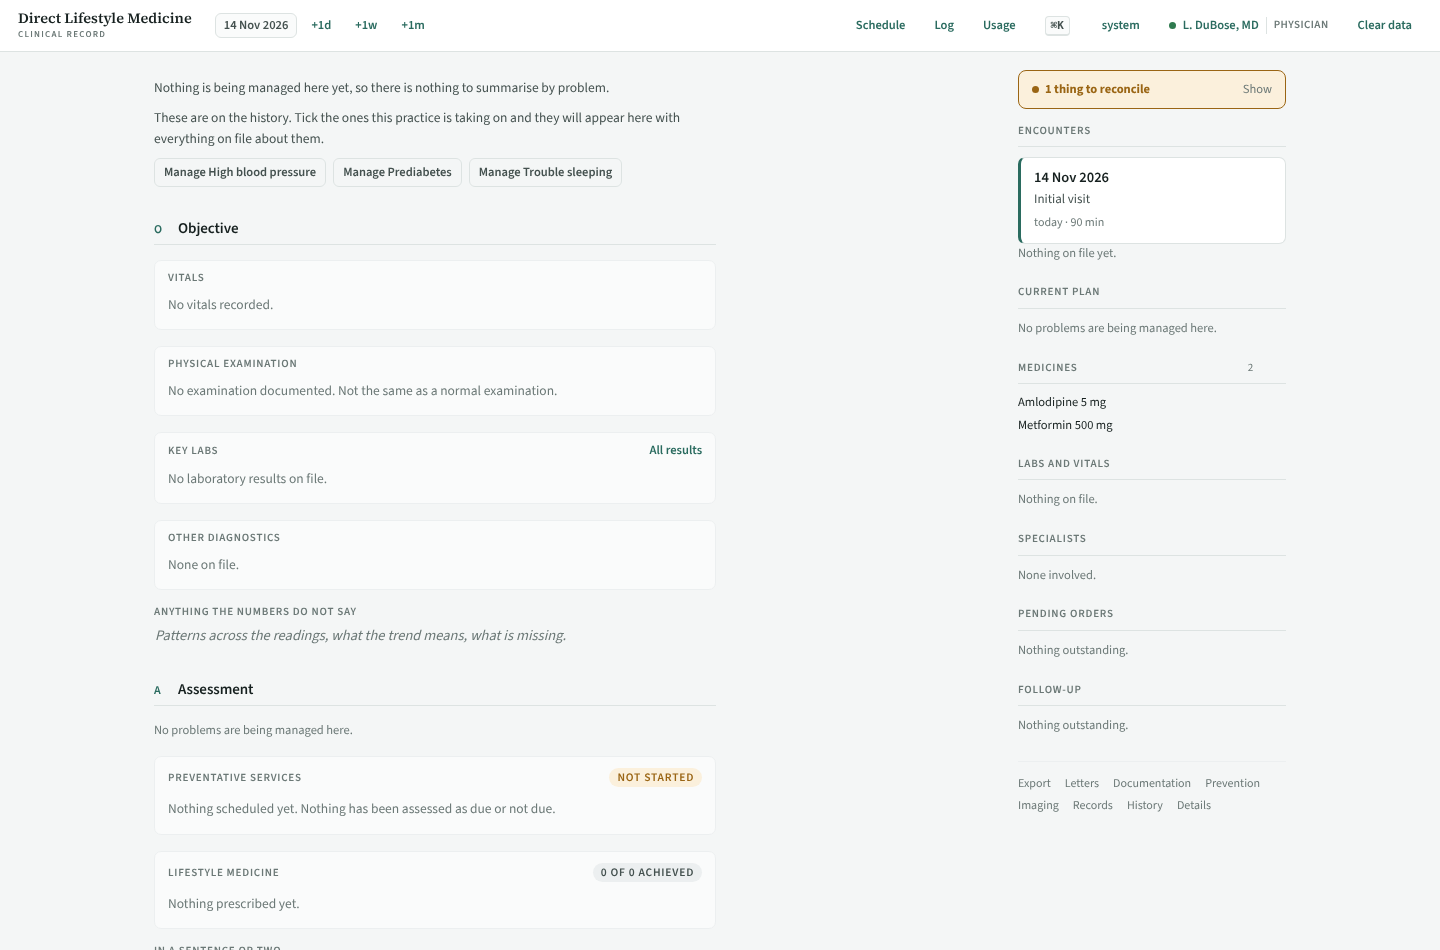 Direct Lifestyle Medicine
CLINICAL RECORD
14 Nov 2026 +1d +1w +1m
Schedule Log Usage ⌘K system L. DuBose, MD PHYSICIAN Clear data
Nothing is being managed here yet, so there is nothing to summarise by problem.
These are on the history. Tick the ones this practice is taking on and they will appear here with
everything on file about them.
Manage High blood pressure Manage Prediabetes Manage Trouble sleeping
O Objective
VITALS
No vitals recorded.
PHYSICAL EXAMINATION
No examination documented. Not the same as a normal examination.
KEY LABS All results
No laboratory results on file.
OTHER DIAGNOSTICS
None on file.
ANYTHING THE NUMBERS DO NOT SAY
Patterns across the readings, what the trend means, what is missing.
A Assessment
No problems are being managed here.
PREVENTATIVE SERVICES NOT STARTED
Nothing scheduled yet. Nothing has been assessed as due or not due.
LIFESTYLE MEDICINE 0 OF 0 ACHIEVED
Nothing prescribed yet.
IN A SENTENCE OR TWO
1 thing to reconcile Show
ENCOUNTERS
14 Nov 2026
Initial visit
today · 90 min
Nothing on file yet.
CURRENT PLAN
No problems are being managed here.
MEDICINES 2
Amlodipine 5 mg
Metformin 500 mg
LABS AND VITALS
Nothing on file.
SPECIALISTS
None involved.
PENDING ORDERS
Nothing outstanding.
FOLLOW-UP
Nothing outstanding.
Export Letters Documentation Prevention
Imaging Records History Details